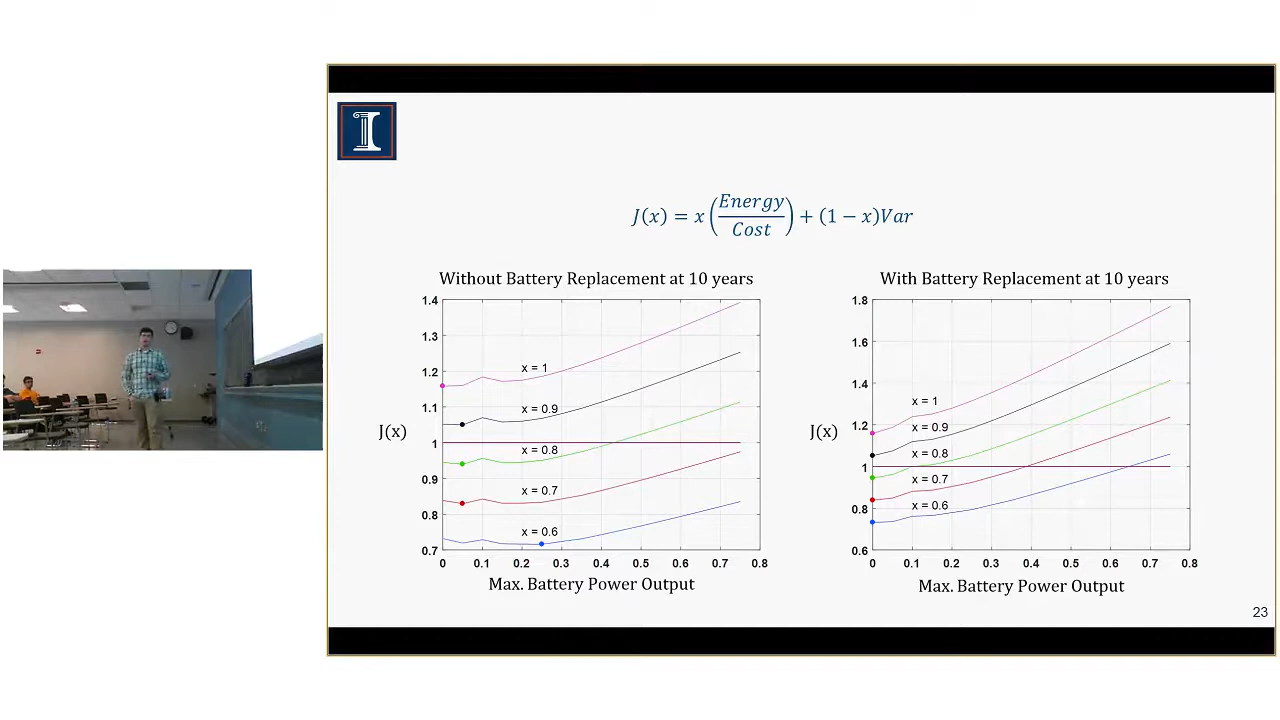 I
J(x) = x (Energy/Cost) + (1 − x)Var
Without Battery Replacement at 10 years
1.4
1.3
1.2
1.1
1
0.9
0.8
0.7
J(x)
x = 1
x = 0.9
x = 0.8
x = 0.7
x = 0.6
0 0.1 0.2 0.3 0.4 0.5 0.6 0.7 0.8
Max. Battery Power Output
With Battery Replacement at 10 years
1.8
1.6
1.4
1.2
1
0.8
0.6
J(x)
x = 1
x = 0.9
x = 0.8
x = 0.7
x = 0.6
0 0.1 0.2 0.3 0.4 0.5 0.6 0.7 0.8
Max. Battery Power Output
23